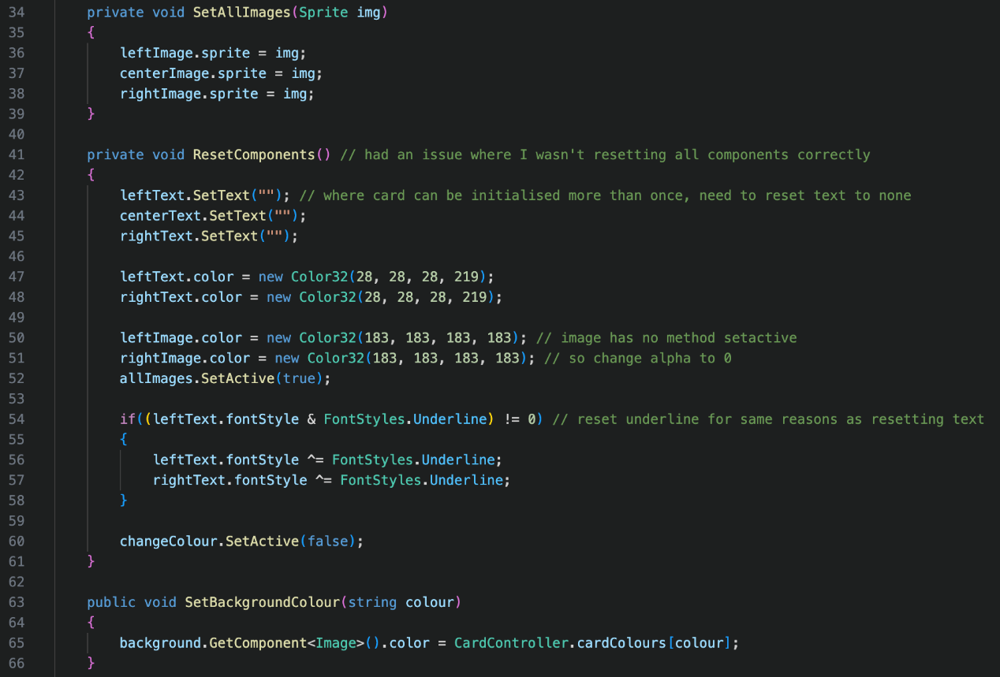 34 private void SetAllImages(Sprite img)
35 {
36 leftImage.sprite = img;
37 centerImage.sprite = img;
38 rightImage.sprite = img;
39 }
40
41 private void ResetComponents() // had an issue where I wasn't resetting all components correctly
42 {
43 leftText.SetText(""); // where card can be initialised more than once, need to reset text to none
44 centerText.SetText("");
45 rightText.SetText("");
46
47 leftText.color = new Color32(28, 28, 28, 219);
48 rightText.color = new Color32(28, 28, 28, 219);
49
50 leftImage.color = new Color32(183, 183, 183, 183); // image has no method setactive
51 rightImage.color = new Color32(183, 183, 183, 183); // so change alpha to 0
52 allImages.SetActive(true);
53
54 if((leftText.fontStyle & FontStyles.Underline) != 0) // reset underline for same reasons as resetting text
55 {
56 leftText.fontStyle ^= FontStyles.Underline;
57 rightText.fontStyle ^= FontStyles.Underline;
58 }
59
60 changeColour.SetActive(false);
61 }
62
63 public void SetBackgroundColour(string colour)
64 {
65 background.GetComponent<Image>().color = CardController.cardColours[colour];
66 }